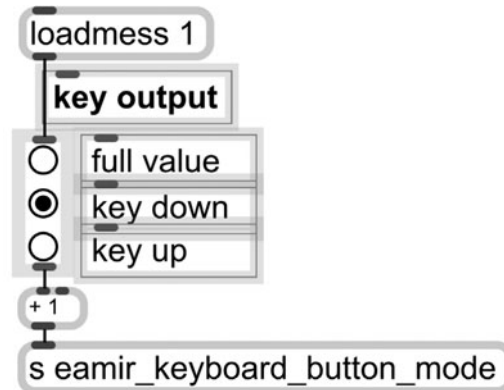 loadmess 1
key output
full value
key down
key up
+ 1
s eamir_keyboard_button_mode